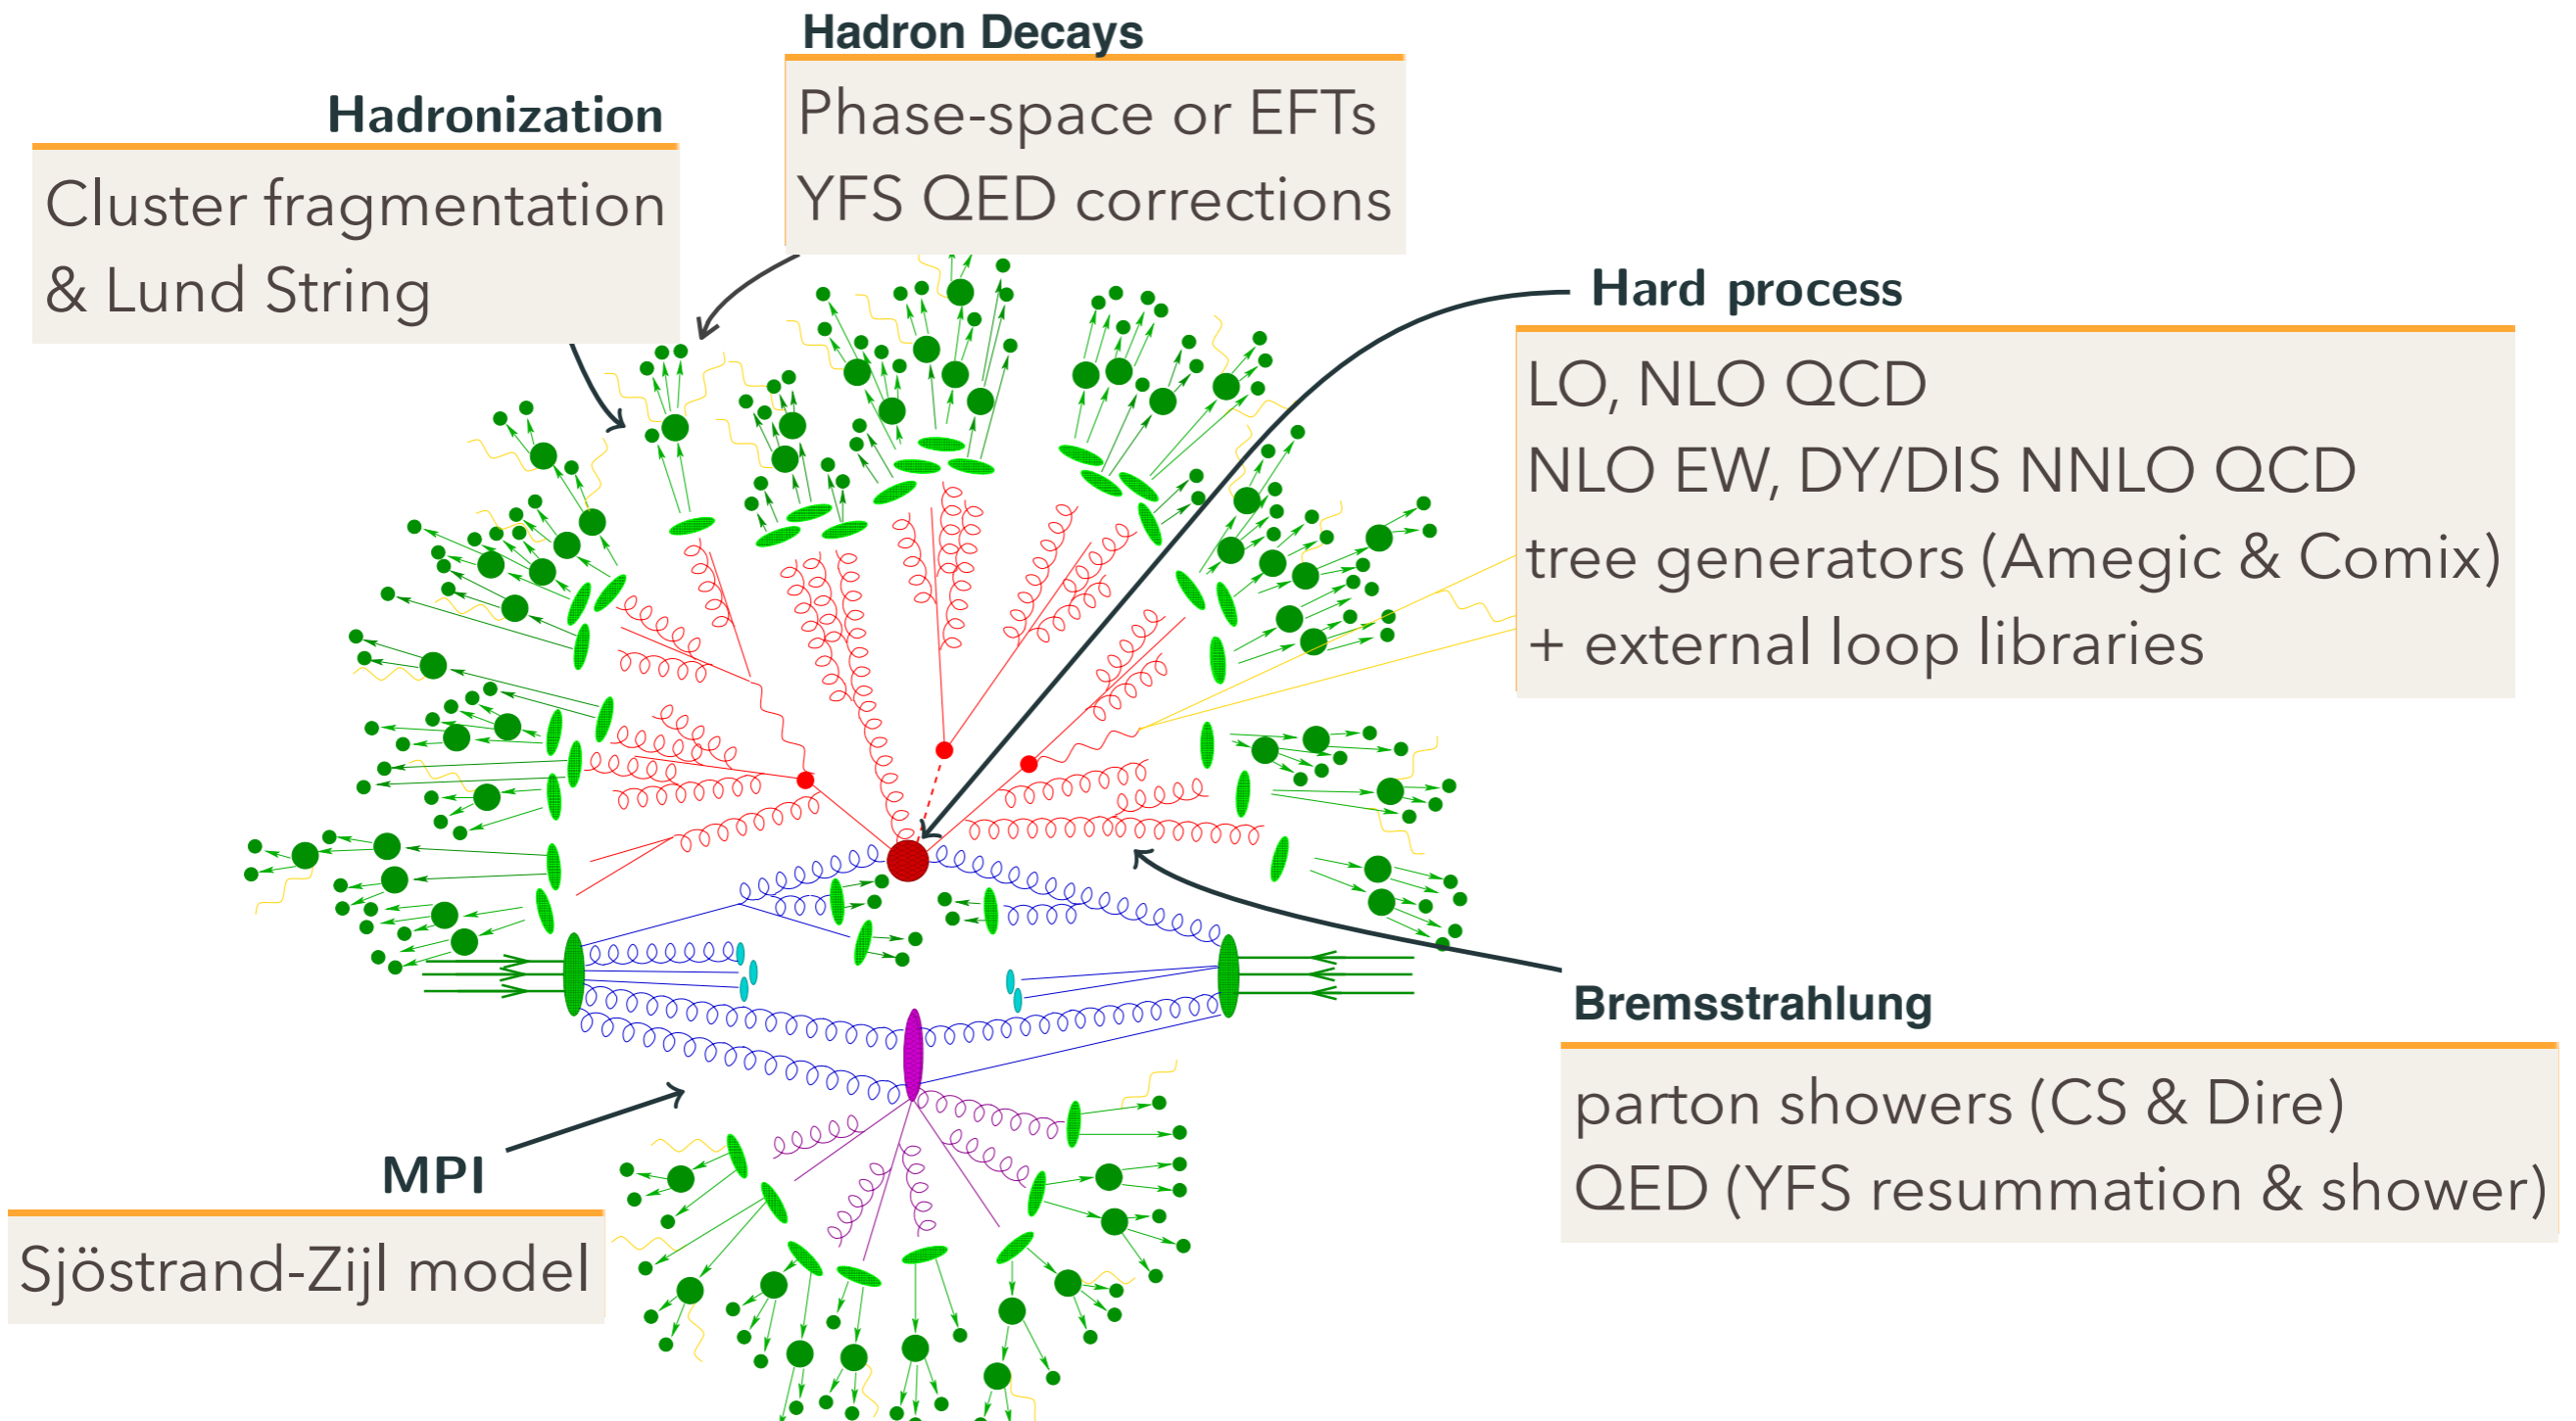 Hadron Decays
Phase-space or EFTs
YFS QED corrections
Hadronization
Cluster fragmentation
& Lund String
Hard process
LO, NLO QCD
NLO EW, DY/DIS NNLO QCD
tree generators (Amegic & Comix)
+ external loop libraries
Bremsstrahlung
parton showers (CS & Dire)
QED (YFS resummation & shower)
MPI
Sjöstrand-Zijl model